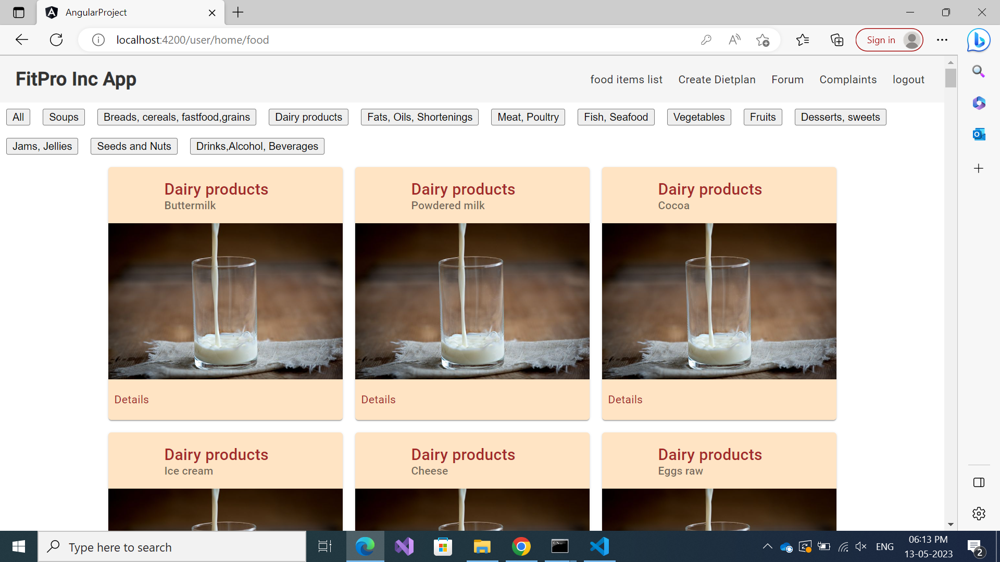 AngularProject
localhost:4200/user/home/food
Sign in
FitPro Inc App
food items list Create Dietplan Forum Complaints logout
All Soups Breads, cereals, fastfood,grains Dairy products Fats, Oils, Shortenings Meat, Poultry Fish, Seafood Vegetables Fruits Desserts, sweets
Jams, Jellies Seeds and Nuts Drinks,Alcohol, Beverages
Dairy products Dairy products Dairy products
Buttermilk Powdered milk Cocoa
Details Details Details
Dairy products Dairy products Dairy products
Ice cream Cheese Eggs raw
Type here to search
ENG
06:13 PM
13-05-2023
2